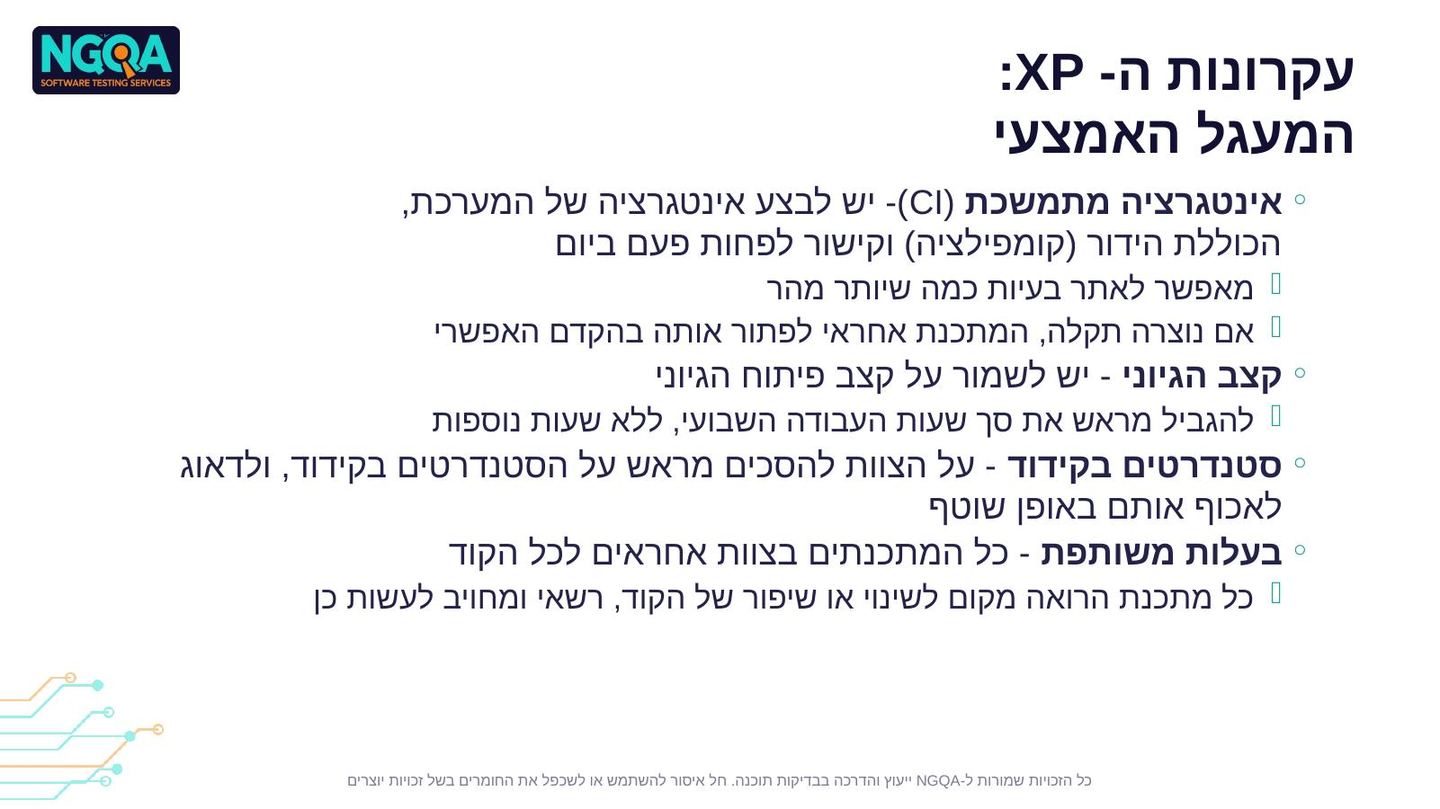 NGQA
SOFTWARE TESTING SERVICES
עקרונות ה- XP:
המעגל האמצעי
אינטגרציה מתמשכת (CI)- יש לבצע אינטגרציה של המערכת,
הכוללת הידור (קומפילציה) וקישור לפחות פעם ביום
מאפשר לאתר בעיות כמה שיותר מהר
אם נוצרה תקלה, המתכנת אחראי לפתור אותה בהקדם האפשרי
קצב הגיוני - יש לשמור על קצב פיתוח הגיוני
להגביל מראש את סך שעות העבודה השבועי, ללא שעות נוספות
סטנדרטים בקידוד - על הצוות להסכים מראש על הסטנדרטים בקידוד, ולדאוג
לאכוף אותם באופן שוטף
בעלות משותפת - כל המתכנתים בצוות אחראים לכל הקוד
כל מתכנת הרואה מקום לשינוי או שיפור של הקוד, רשאי ומחויב לעשות כן
כל הזכויות שמורות ל-NGQA ייעוץ והדרכה בבדיקות תוכנה. חל איסור להשתמש או לשכפל את החומרים בשל זכויות יוצרים